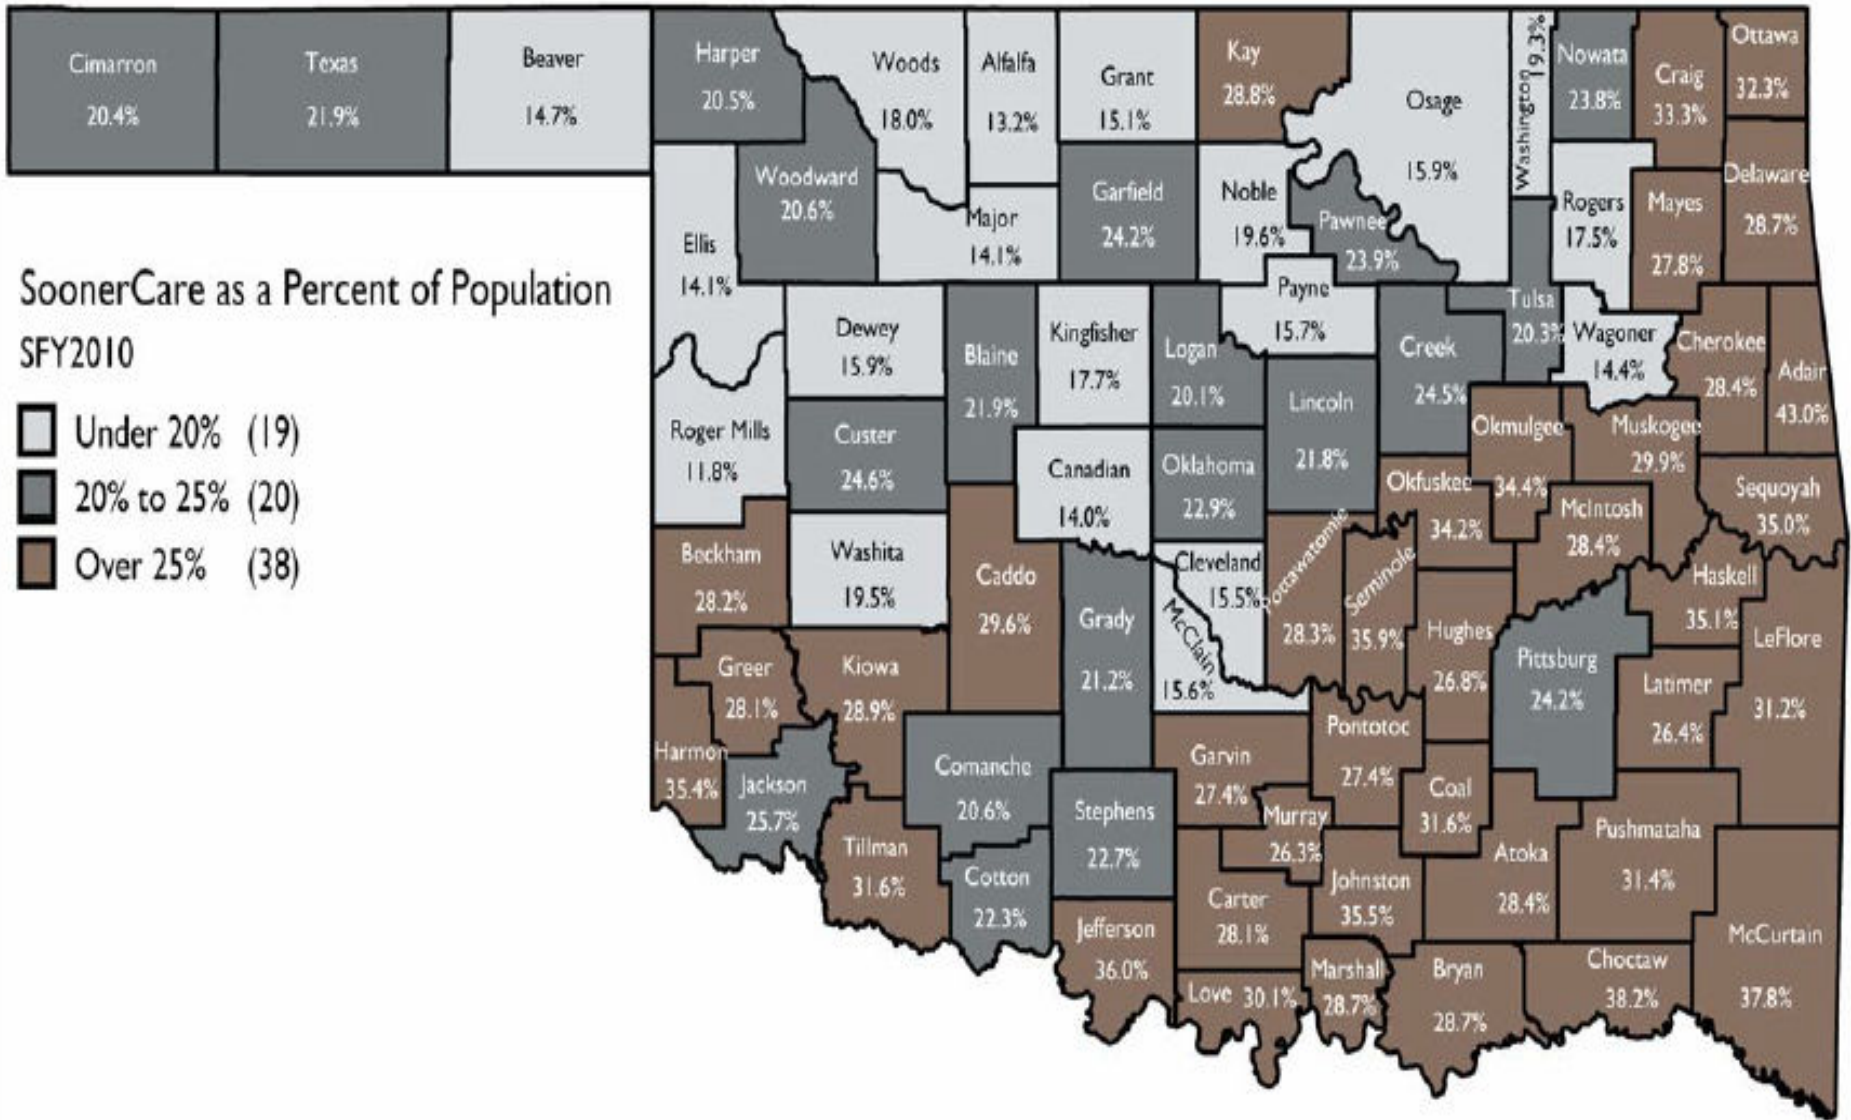 Cimarron
20.4%
Texas
21.9%
Beaver
14.7%
Harper
20.5%
Woods
18.0%
Alfalfa
13.2%
Grant
15.1%
Kay
28.8%
Osage
15.9%
Washington
19.3%
Nowata
23.8%
Craig
33.3%
Ottawa
32.3%
Woodward
20.6%
Ellis
14.1%
Major
14.1%
Garfield
24.2%
Noble
19.6%
Pawnee
23.9%
Rogers
17.5%
Mayes
27.8%
Delaware
28.7%
SoonerCare as a Percent of Population
SFY2010
Under 20% (19)
20% to 25% (20)
Over 25% (38)
Dewey
15.9%
Blaine
21.9%
Kingfisher
17.7%
Logan
20.1%
Payne
15.7%
Creek
24.5%
Tulsa
20.3%
Wagoner
14.4%
Cherokee
28.4%
Adair
43.0%
Roger Mills
11.8%
Custer
24.6%
Canadian
14.0%
Oklahoma
22.9%
Lincoln
21.8%
Okmulgee
34.4%
Muskogee
29.9%
Okfuskee
34.2%
McIntosh
28.4%
Sequoyah
35.0%
Beckham
28.2%
Washita
19.5%
Caddo
29.6%
Grady
21.2%
Cleveland
15.5%
McClain
15.6%
Pottawatomie
28.3%
Seminole
35.9%
Hughes
26.8%
Pittsburg
24.2%
Haskell
35.1%
LeFlore
31.2%
Latimer
26.4%
Greer
28.1%
Kiowa
28.9%
Harmon
35.4%
Jackson
25.7%
Comanche
20.6%
Stephens
22.7%
Garvin
27.4%
Pontotoc
27.4%
Murray
26.3%
Coal
31.6%
Atoka
28.4%
Pushmataha
31.4%
Tillman
31.6%
Cotton
22.3%
Jefferson
36.0%
Carter
28.1%
Johnston
35.5%
Love 30.1%
Marshall
28.7%
Bryan
28.7%
Choctaw
38.2%
McCurtain
37.8%